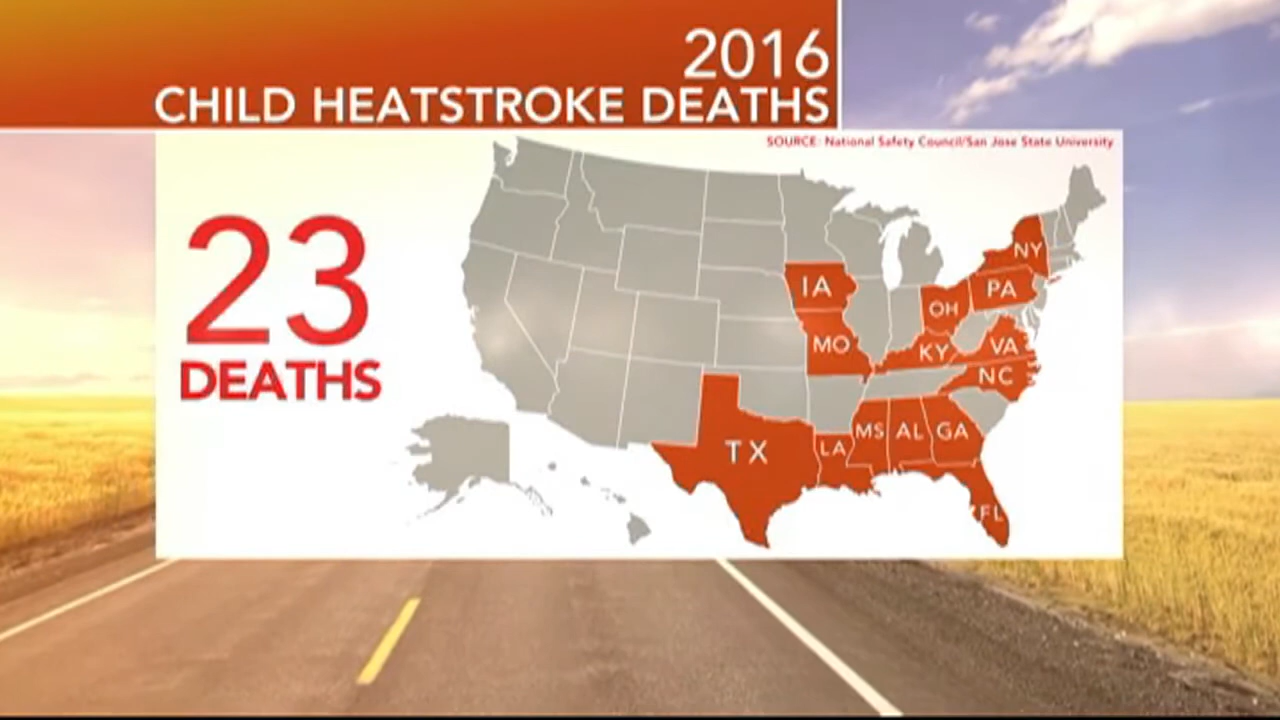 2016
CHILD HEATSTROKE DEATHS
SOURCE: National Safety Council/San Jose State University
23
DEATHS
NY
IA
PA
OH
MO
KY
VA
NC
MS
AL
GA
LA
TX
FL